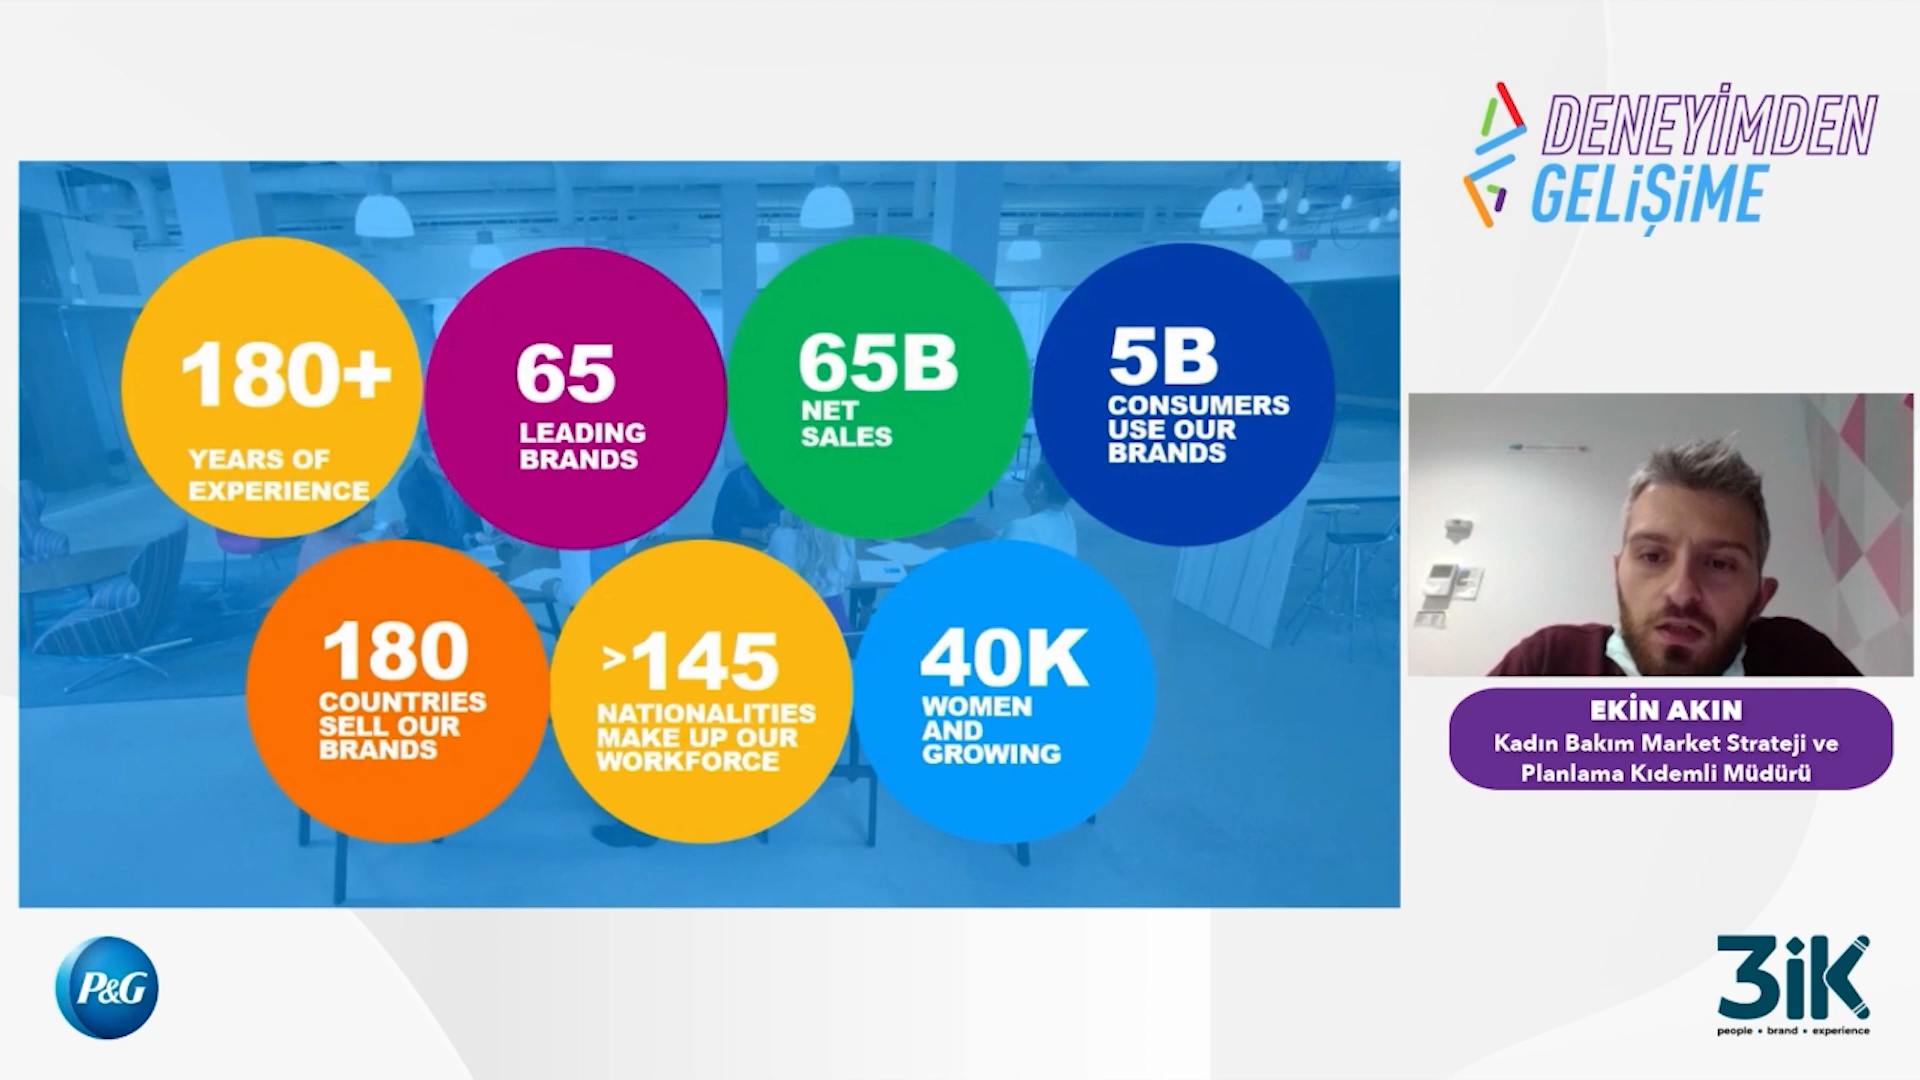 DENEYİMDEN
GELİŞİME
180+
YEARS OF
EXPERIENCE
65
LEADING
BRANDS
65B
NET
SALES
5B
CONSUMERS
USE OUR
BRANDS
180
COUNTRIES
SELL OUR
BRANDS
>145
NATIONALITIES
MAKE UP OUR
WORKFORCE
40K
WOMEN
AND
GROWING
EKİN AKIN
Kadın Bakım Market Strateji ve
Planlama Kıdemli Müdürü
P&G
3iK
people • brand • experience